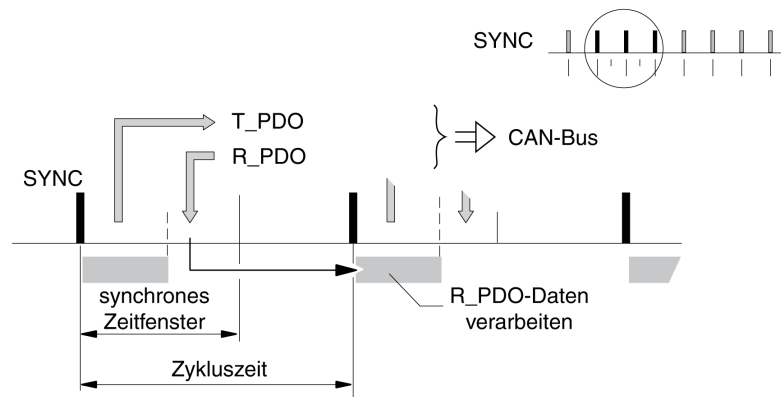 SYNC
T_PDO
R_PDO
CAN-Bus
SYNC
synchrones
Zeitfenster
R_PDO-Daten
verarbeiten
Zykluszeit